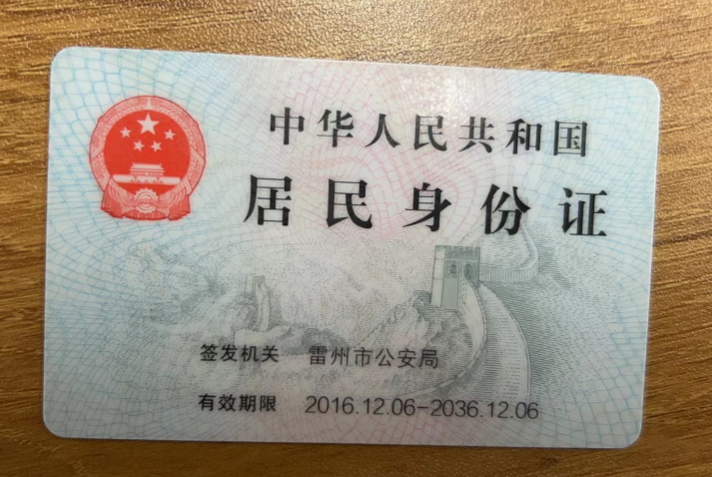 中华人民共和国
居民身份证
签发机关 雷州市公安局
有效期限 2016.12.06-2036.12.06